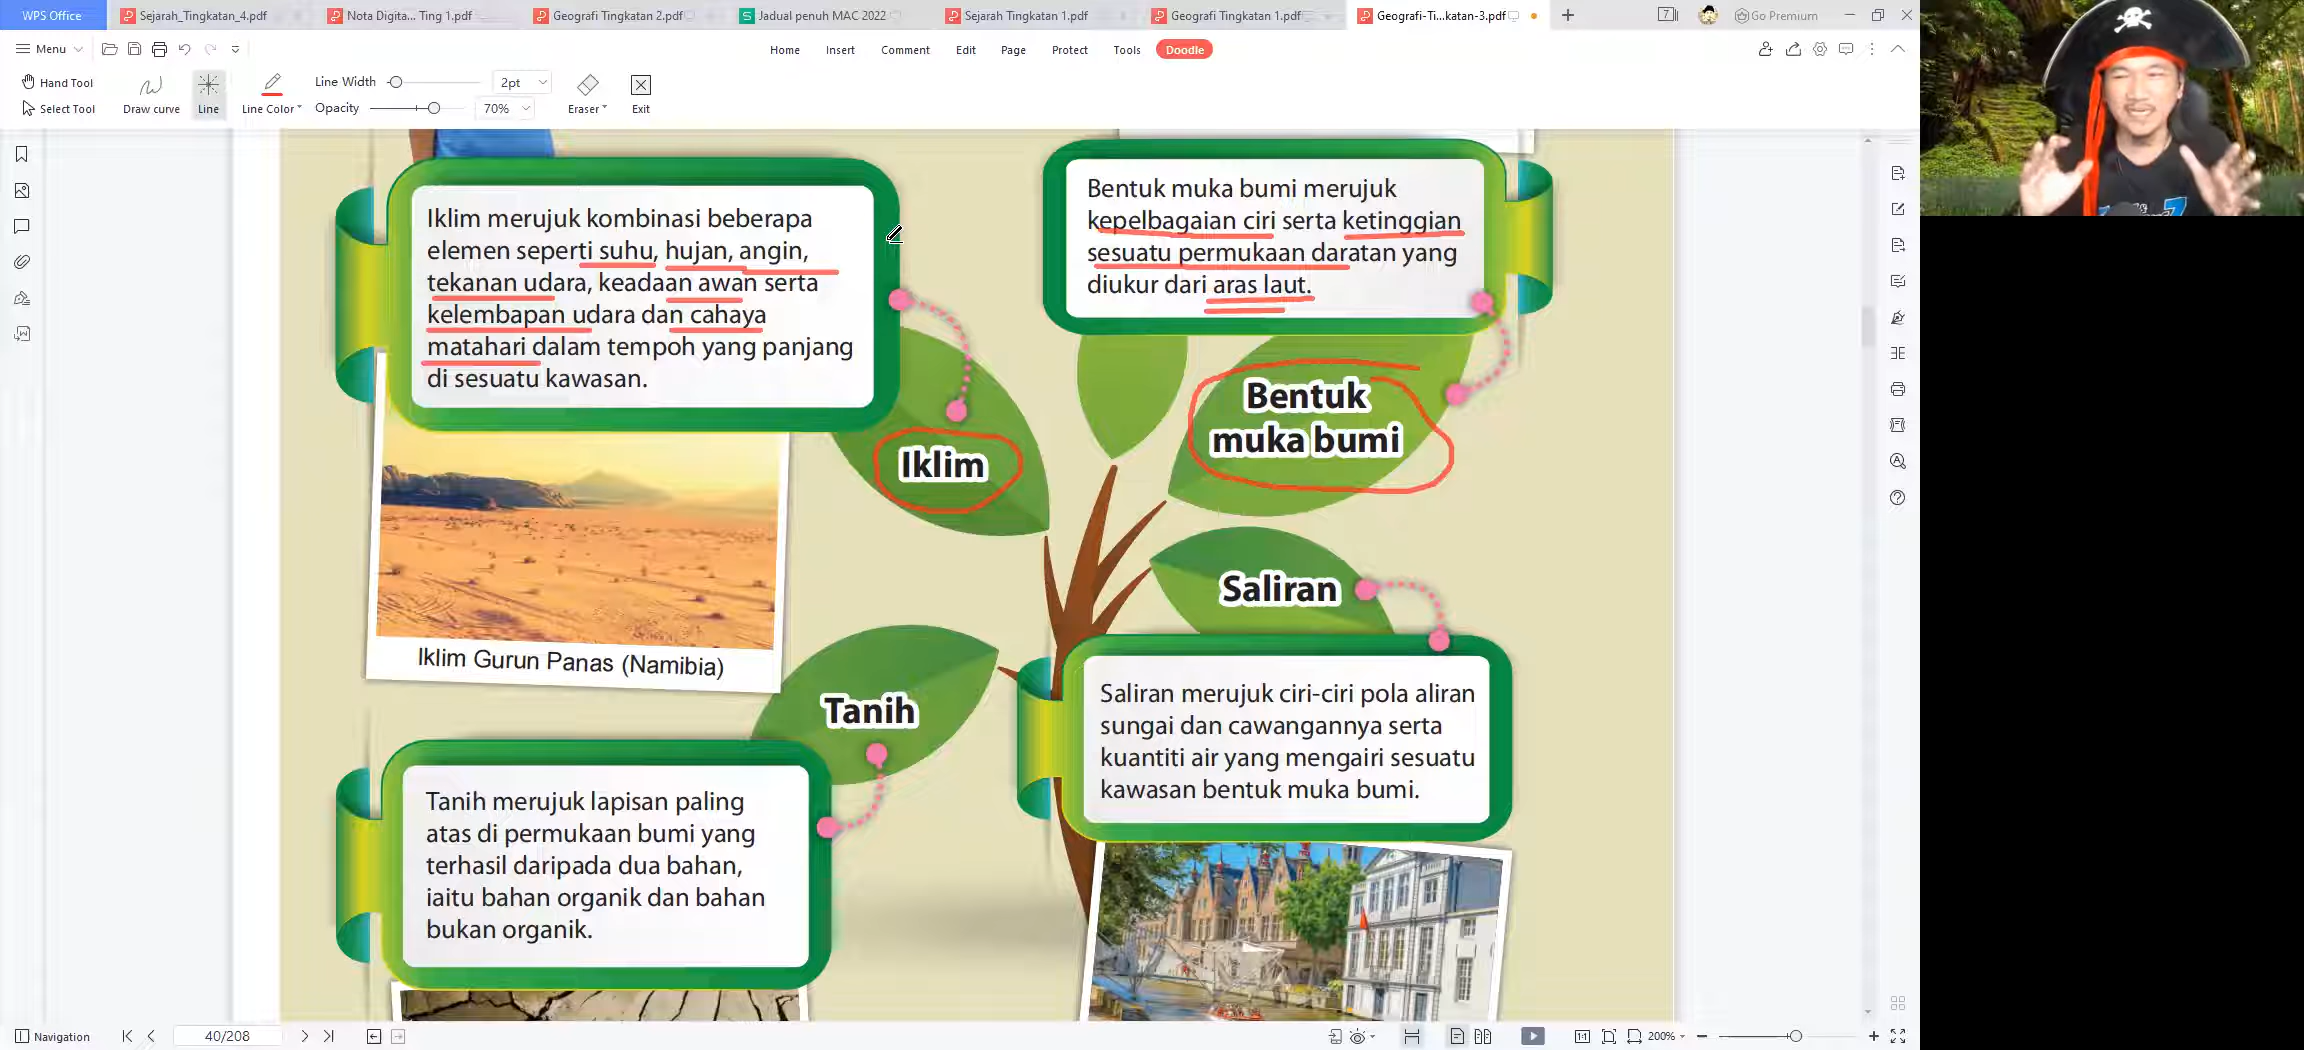 WPS Office
Sejarah_Tingkatan_4.pdf
Nota Digita... Ting 1.pdf
Geografi Tingkatan 2.pdf
Jadual penuh MAC 2022
Sejarah Tingkatan 1.pdf
Geografi Tingkatan 1.pdf
Geografi-Ti...katan-3.pdf
7
Go Premium
Menu
Home
Insert
Comment
Edit
Page
Protect
Tools
Doodle
Hand Tool
Select Tool
Draw curve
Line
Line Color
Line Width
2pt
Opacity
70%
Eraser
Exit
Iklim merujuk kombinasi beberapa
elemen seperti suhu, hujan, angin,
tekanan udara, keadaan awan serta
kelembapan udara dan cahaya
matahari dalam tempoh yang panjang
di sesuatu kawasan.
Bentuk muka bumi merujuk
kepelbagaian ciri serta ketinggian
sesuatu permukaan daratan yang
diukur dari aras laut.
Iklim
Bentuk
muka bumi
Saliran
Iklim Gurun Panas (Namibia)
Tanih
Saliran merujuk ciri-ciri pola aliran
sungai dan cawangannya serta
kuantiti air yang mengairi sesuatu
kawasan bentuk muka bumi.
Tanih merujuk lapisan paling
atas di permukaan bumi yang
terhasil daripada dua bahan,
iaitu bahan organik dan bahan
bukan organik.
Navigation
40/208
1:1
200%